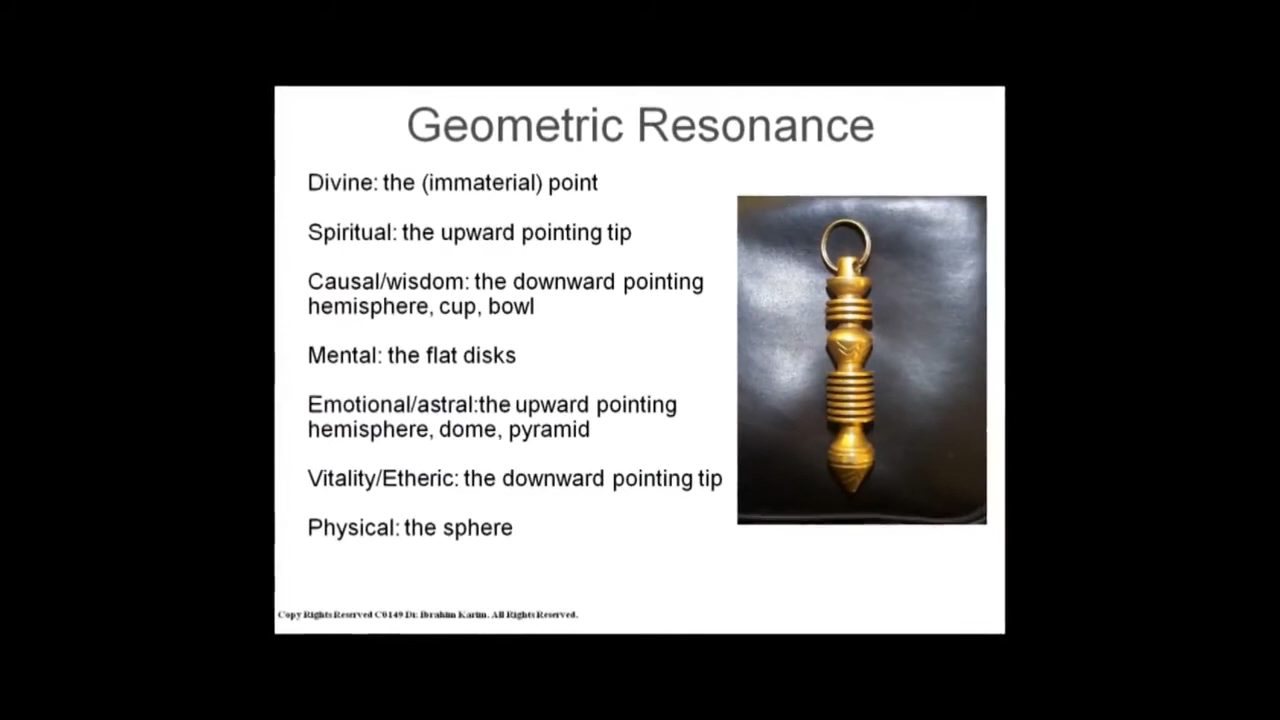 Geometric Resonance
Divine: the (immaterial) point
Spiritual: the upward pointing tip
Causal/wisdom: the downward pointing
hemisphere, cup, bowl
Mental: the flat disks
Emotional/astral:the upward pointing
hemisphere, dome, pyramid
Vitality/Etheric: the downward pointing tip
Physical: the sphere
Copy Rights Reserved C0149 Dr. Ibrahim Karim. All Rights Reserved.